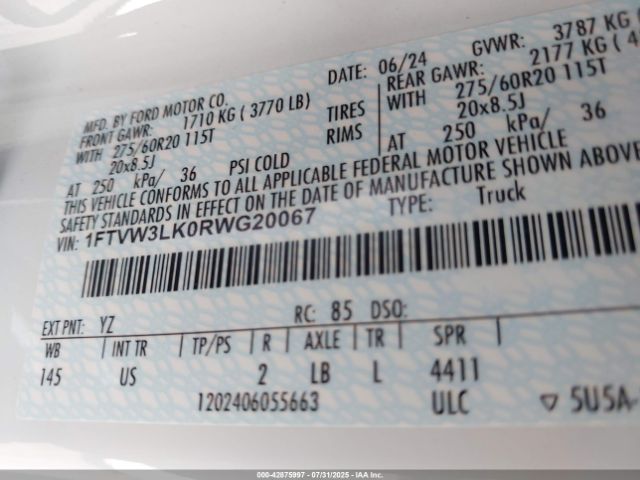 MFD. BY FORD MOTOR CO. DATE: 06/24 GVWR: 3787 KG
FRONT GAWR: 1710 KG ( 3770 LB) REAR GAWR: 2177 KG (
WITH 275/60R20 115T TIRES WITH 275/60R20 115T
20x8.5J RIMS 20x8.5J
AT 250 kPa/ 36 PSI COLD AT 250 kPa/ 36
THIS VEHICLE CONFORMS TO ALL APPLICABLE FEDERAL MOTOR VEHICLE
SAFETY STANDARDS IN EFFECT ON THE DATE OF MANUFACTURE SHOWN ABOVE
VIN: 1FTVW3LK0RWG20067 TYPE: Truck
EXT PNT: YZ RC: 85 DSO:
WB INT TR TP/PS R AXLE TR SPR
145 US 2 LB L 4411
1202406055663 ULC ▽ 5U5A-
000-42875997 - 07/31/2025 - IAAI.COM